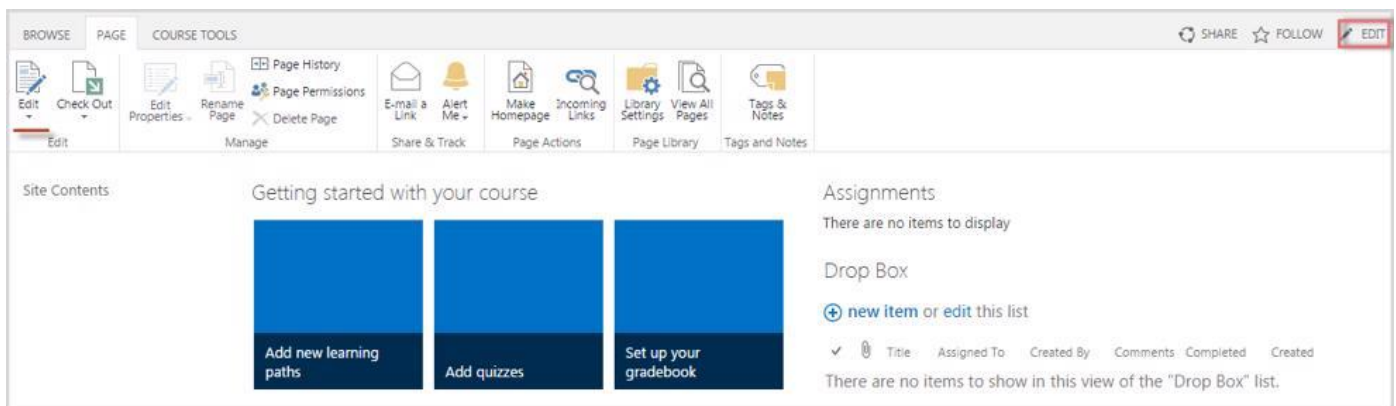 BROWSE PAGE COURSE TOOLS SHARE FOLLOW EDIT
Edit Check Out Edit Properties Rename Page Page History
Page Permissions
Delete Page
E-mail a Link Alert Me Make Homepage Incoming Links Library Settings View All Pages Tags & Notes
Edit Manage Share & Track Page Actions Page Library Tags and Notes
Site Contents
Getting started with your course
Add new learning paths
Add quizzes
Set up your gradebook
Assignments
There are no items to display
Drop Box
new item or edit this list
Title Assigned To Created By Comments Completed Created
There are no items to show in this view of the "Drop Box" list.